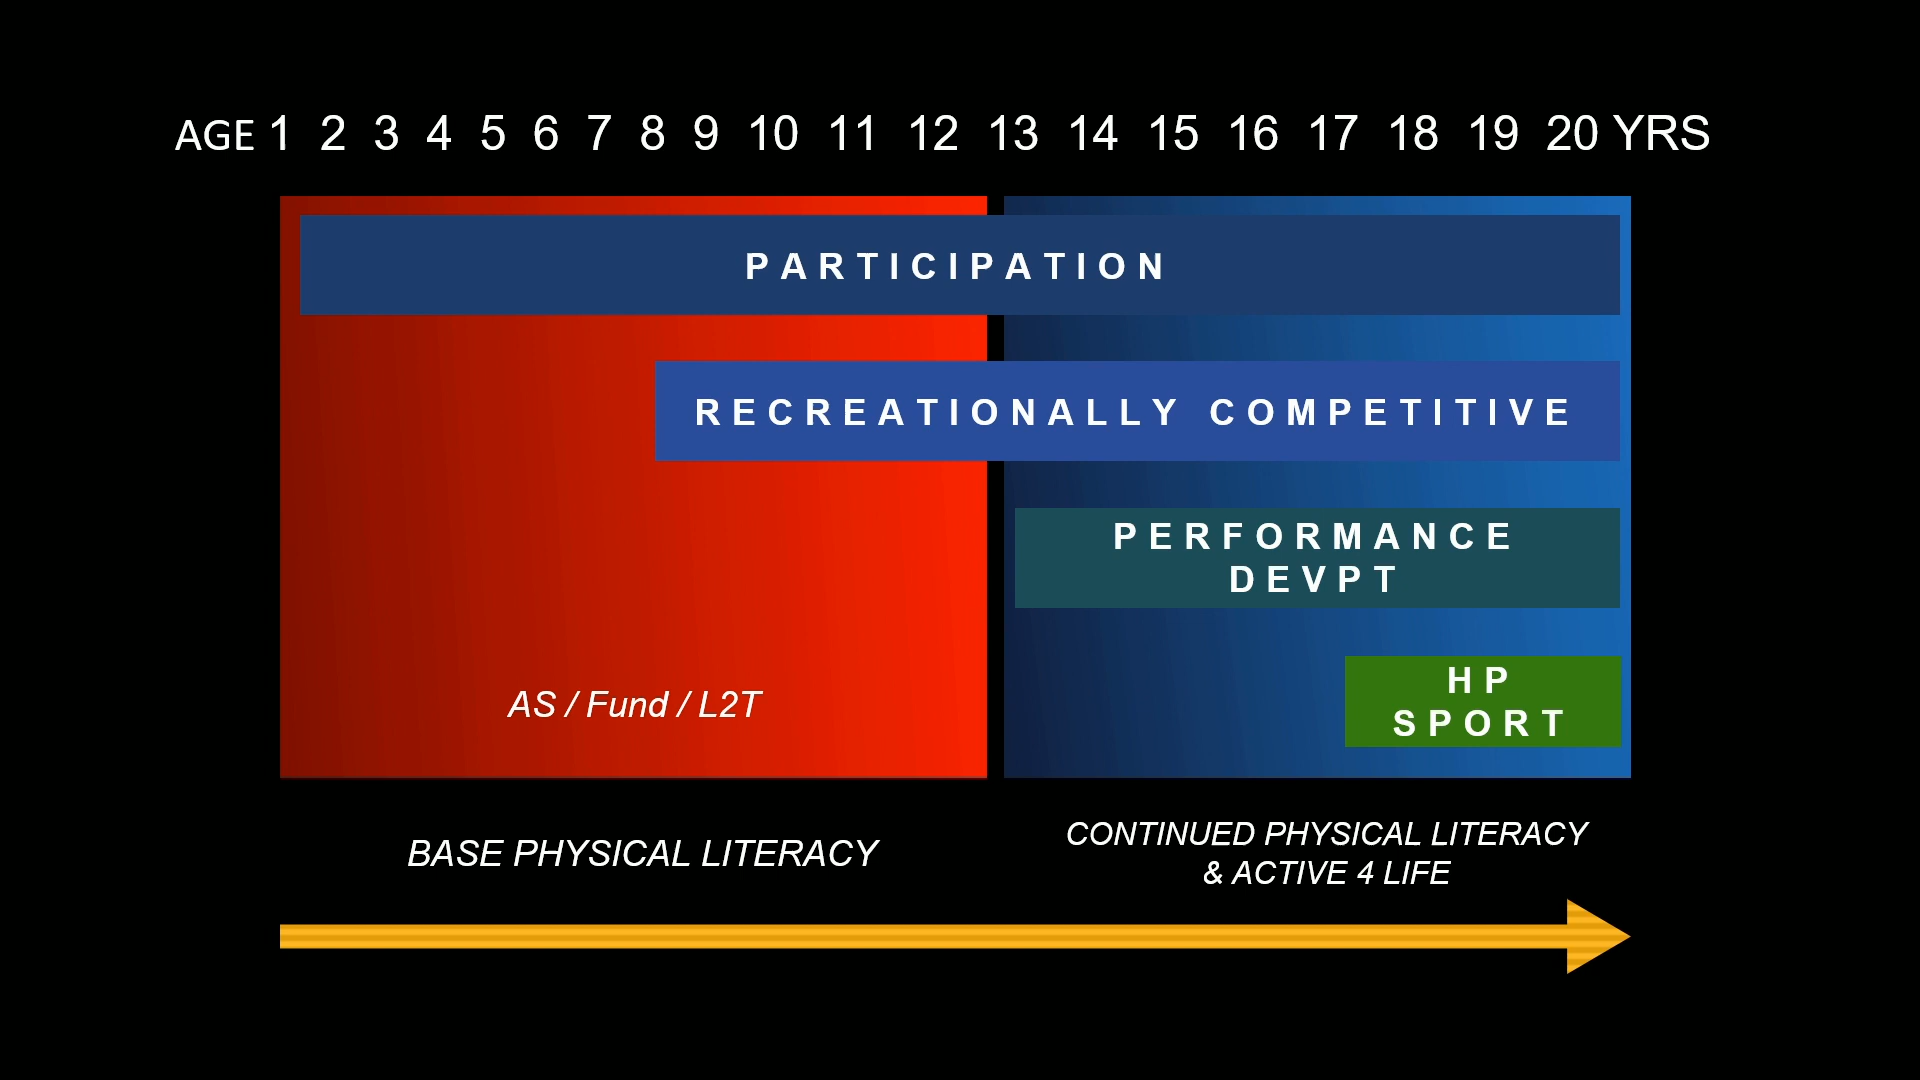 AGE 1 2 3 4 5 6 7 8 9 10 11 12 13 14 15 16 17 18 19 20 YRS
PARTICIPATION
RECREATIONALLY COMPETITIVE
PERFORMANCE
DEVPT
HP
SPORT
AS / Fund / L2T
BASE PHYSICAL LITERACY
CONTINUED PHYSICAL LITERACY
& ACTIVE 4 LIFE